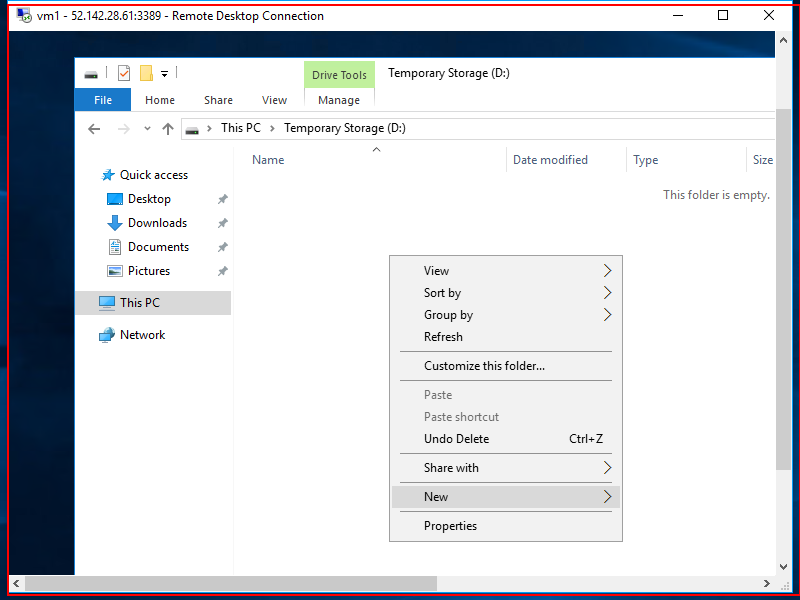 vm1 - 52.142.28.61:3389 - Remote Desktop Connection
Drive Tools
Temporary Storage (D:)
File
Home
Share
View
Manage
This PC
Temporary Storage (D:)
Name
Date modified
Type
Size
This folder is empty.
Quick access
Desktop
Downloads
Documents
Pictures
This PC
Network
View
Sort by
Group by
Refresh
Customize this folder...
Paste
Paste shortcut
Undo Delete Ctrl+Z
Share with
New
Properties